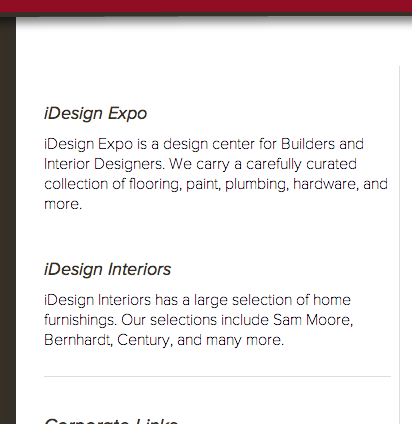 iDesign Expo
iDesign Expo is a design center for Builders and
Interior Designers. We carry a carefully curated
collection of flooring, paint, plumbing, hardware, and
more.
iDesign Interiors
iDesign Interiors has a large selection of home
furnishings. Our selections include Sam Moore,
Bernhardt, Century, and many more.
Corporate Links